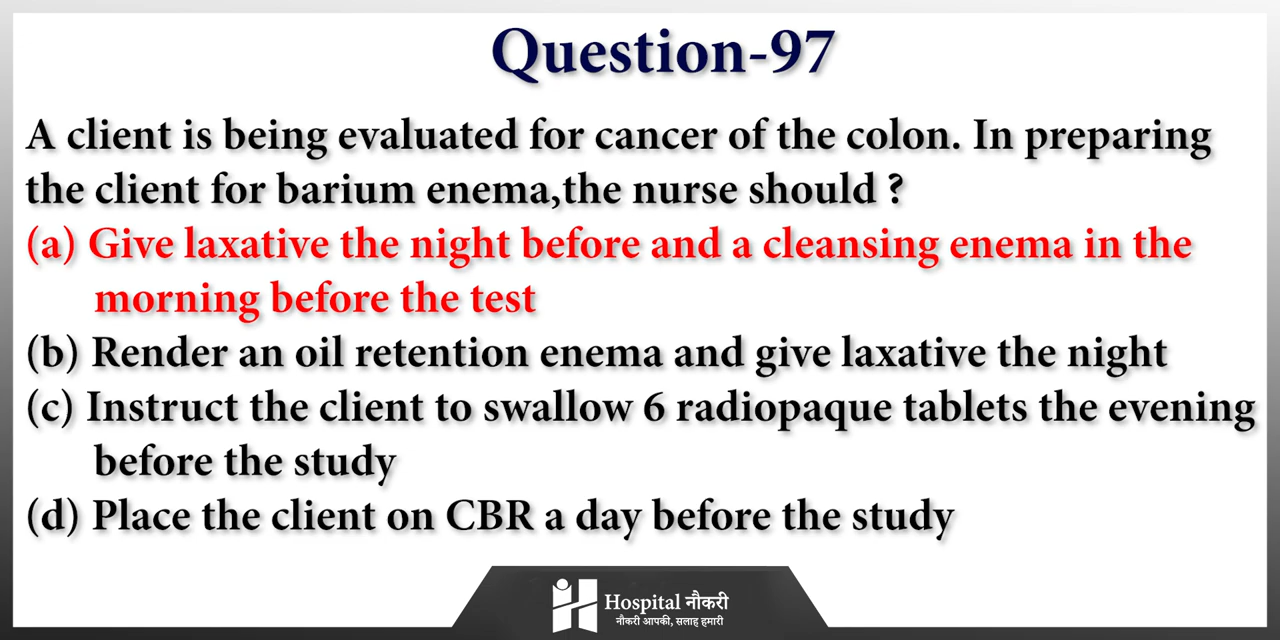 Question-97
A client is being evaluated for cancer of the colon. In preparing
the client for barium enema,the nurse should ?
(a) Give laxative the night before and a cleansing enema in the
morning before the test
(b) Render an oil retention enema and give laxative the night
(c) Instruct the client to swallow 6 radiopaque tablets the evening
before the study
(d) Place the client on CBR a day before the study
Hospital नौकरी
नौकरी आपकी, सलाह हमारी